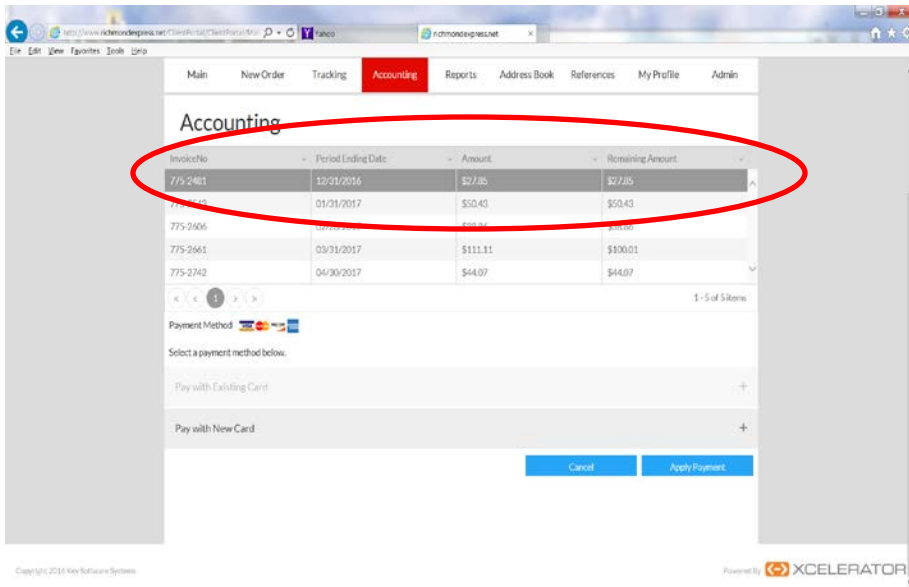 Yahoo
richmondexpress.net ×
File Edit View Favorites Tools Help
Main New Order Tracking Accounting Reports Address Book References My Profile Admin
Accounting
InvoiceNo Period Ending Date Amount Remaining Amount
775-2481 12/31/2016 $27.85 $27.85
01/31/2017 $50.43 $50.43
775-2606
775-2661 03/31/2017 $111.11 $100.01
775-2742 04/30/2017 $44.07 $44.07
1 1 - 5 of 5 items
Payment Method VISA
Select a payment method below.
Pay with Existing Card +
Pay with New Card +
Cancel Apply Payment
Copyright 2016 Key Software Systems Powered By XCELERATOR